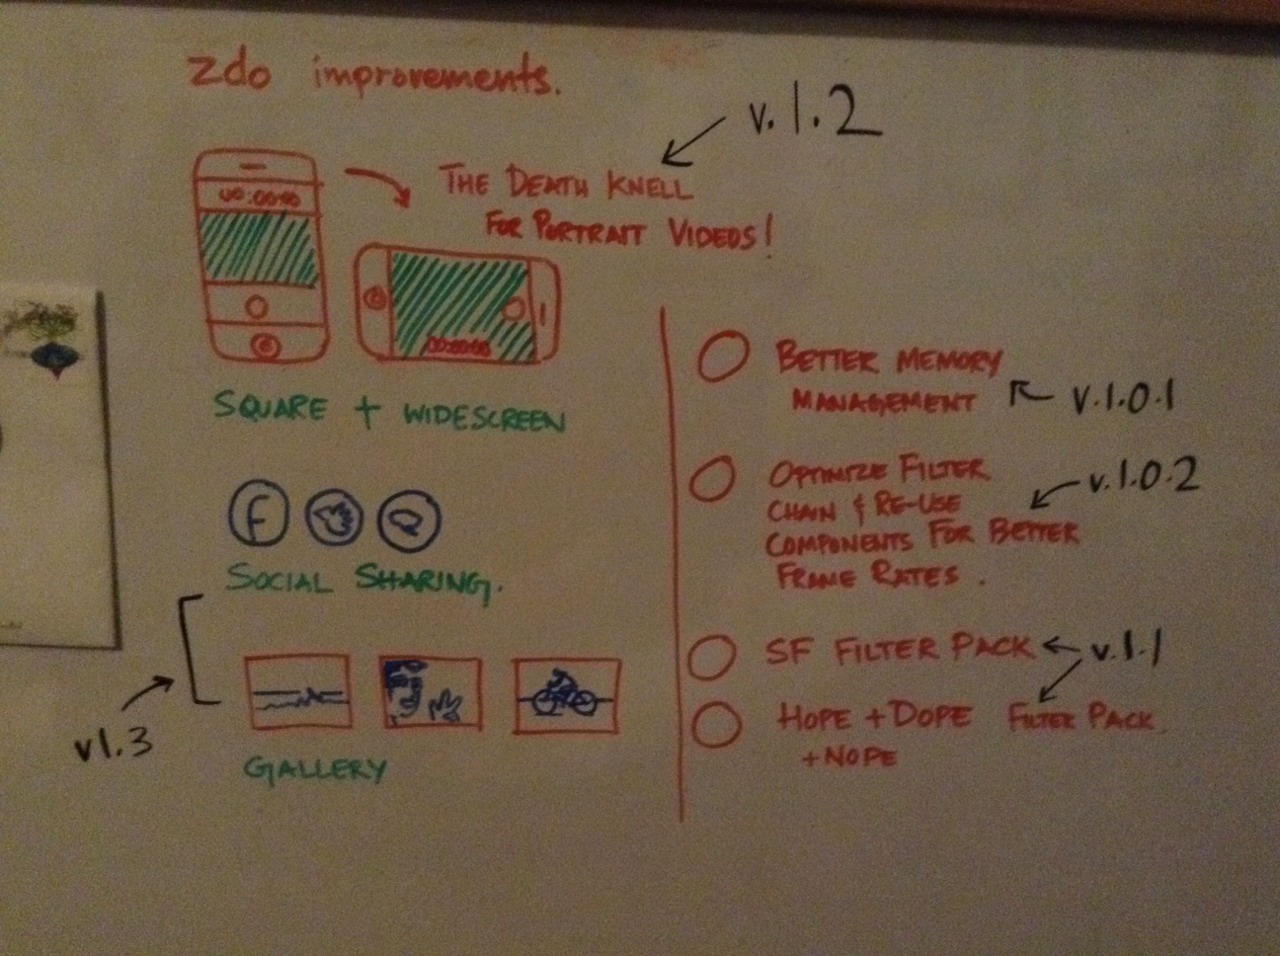 zdo improvements.
v.1.2
THE DEATH KNELL
FOR PORTRAIT VIDEOS!
00:00:00
00:00:00
SQUARE + WIDESCREEN
F
SOCIAL SHARING.
v1.3
GALLERY
BETTER MEMORY
MANAGEMENT
v.1.0.1
OPTIMIZE FILTER
CHAIN & RE-USE
COMPONENTS FOR BETTER
FRAME RATES.
v.1.0.2
SF FILTER PACK
v.1.1
HOPE + DOPE FILTER PACK.
+ NOPE